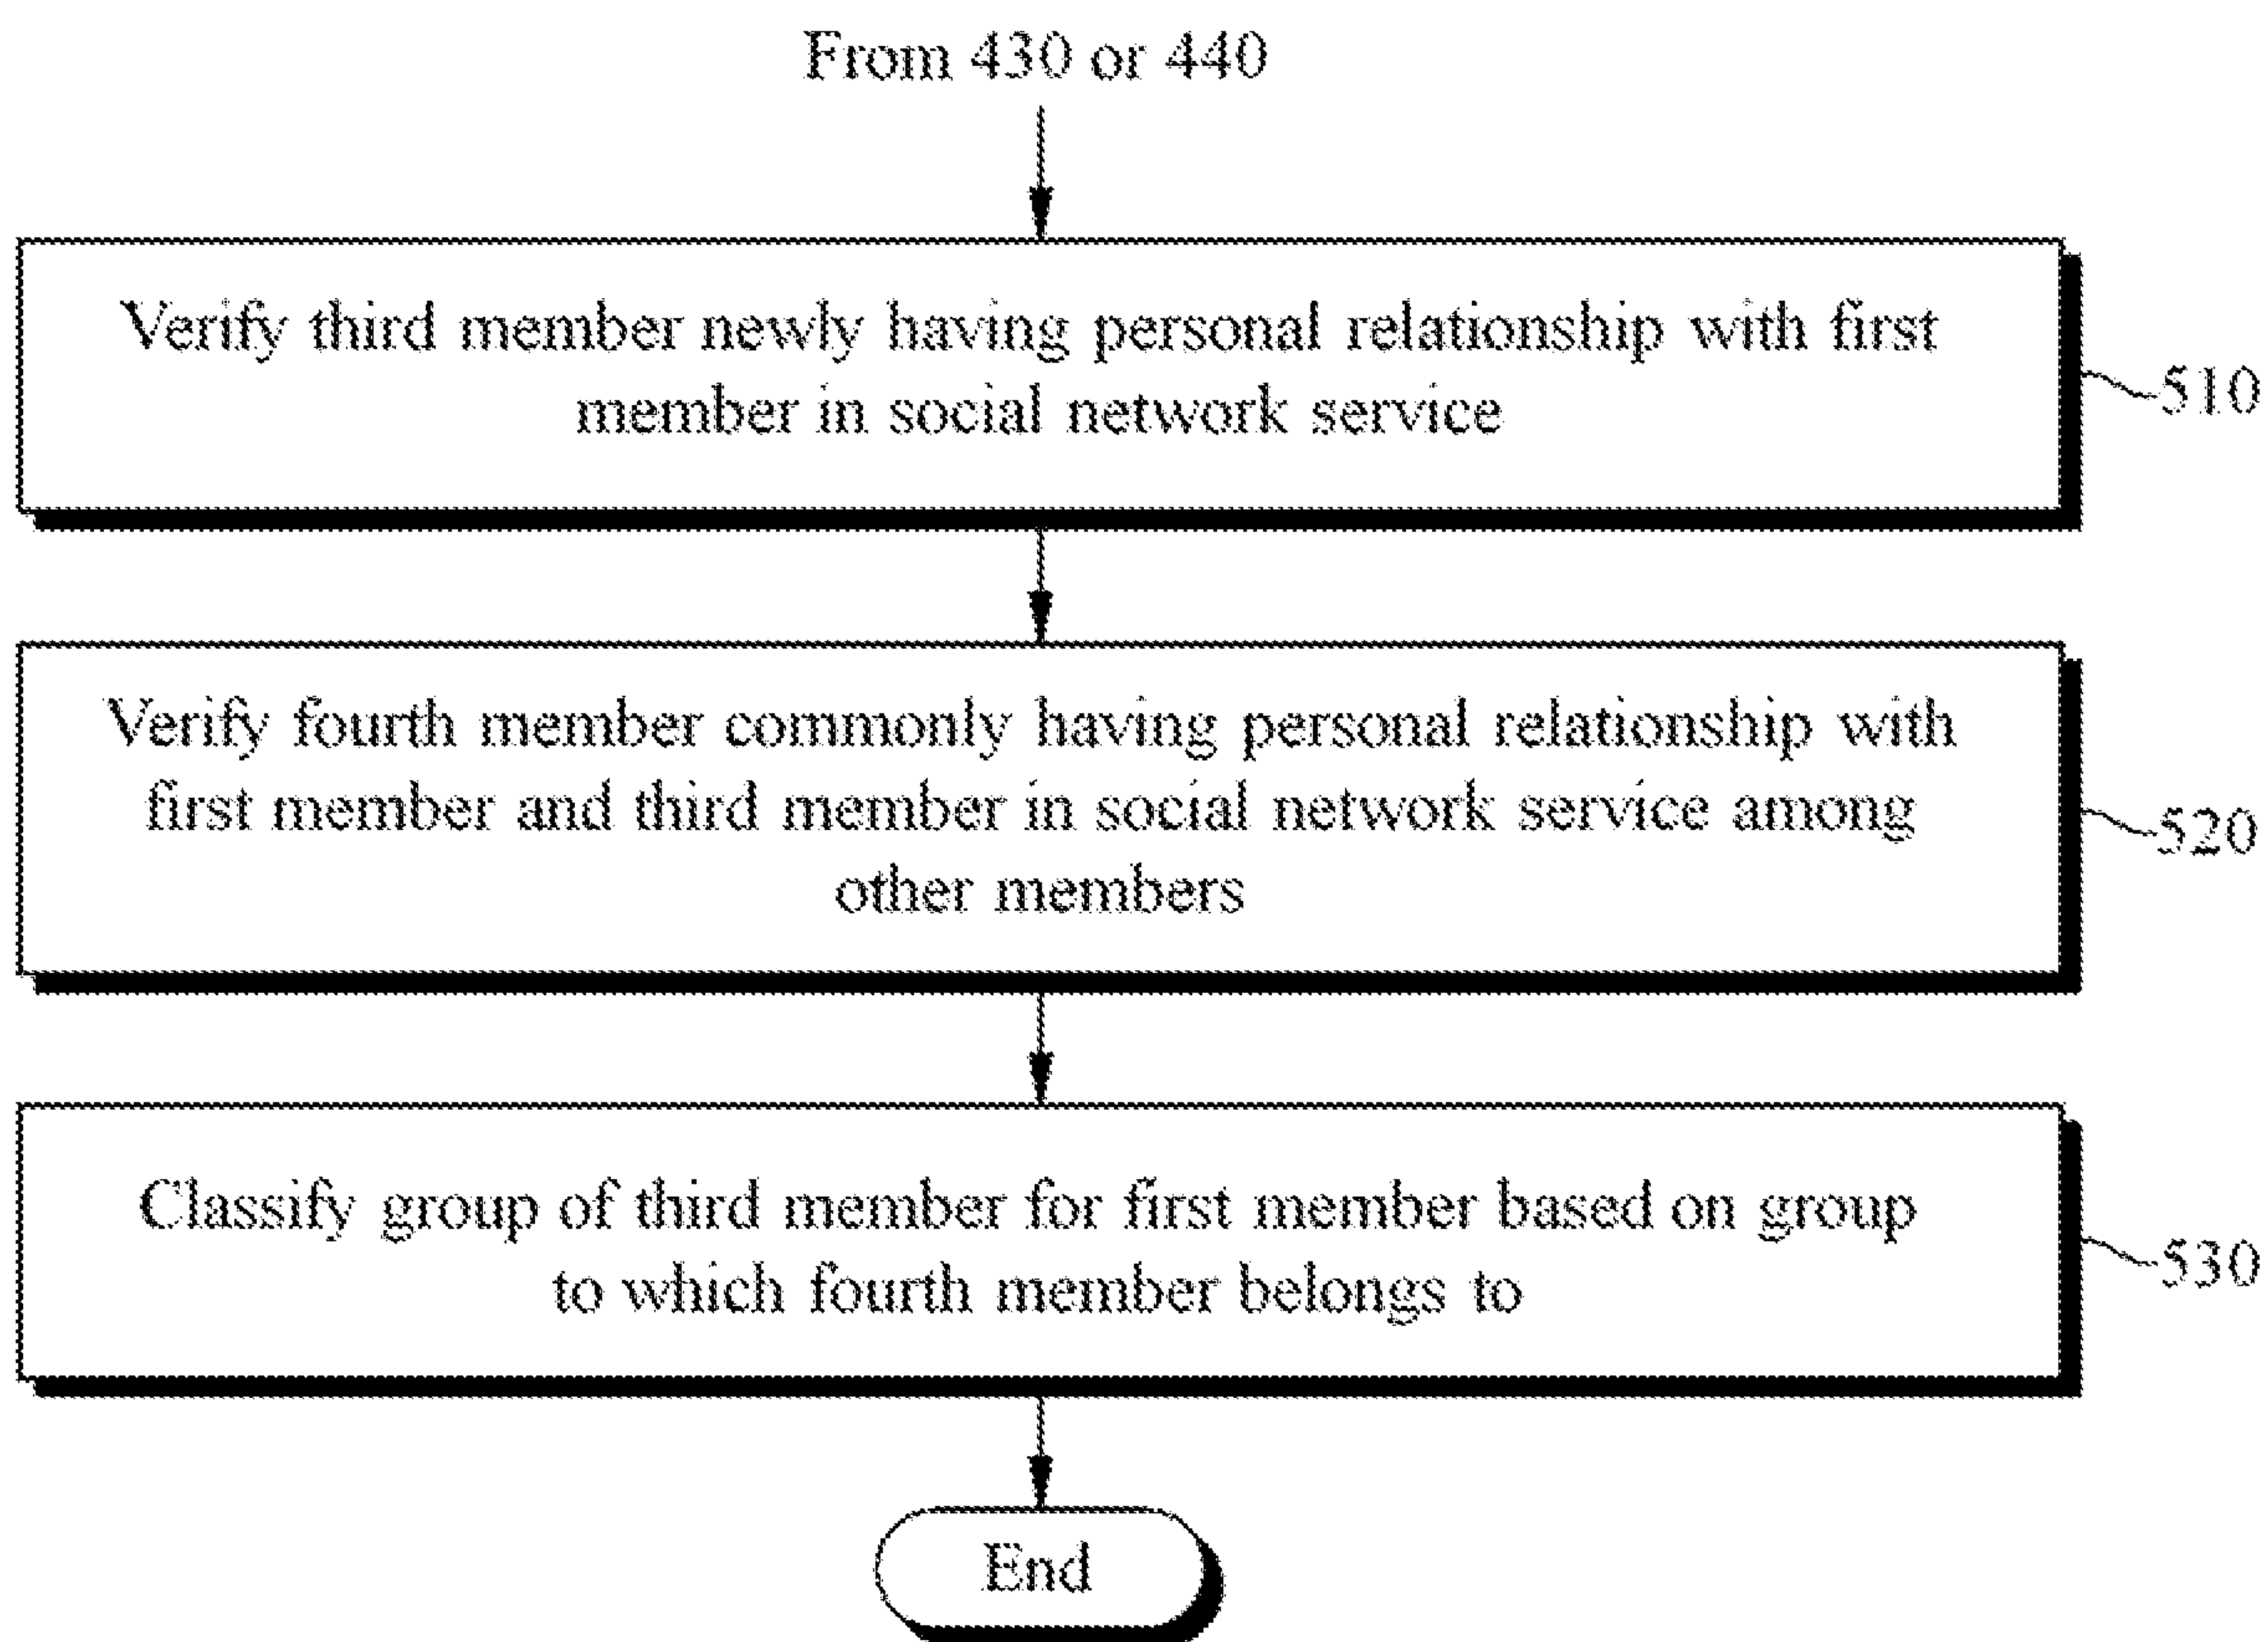 From 430 or 440
Verify third member newly having personal relationship with first
member in social network service
510
Verify fourth member commonly having personal relationship with
first member and third member in social network service among
other members
520
Classify group of third member for first member based on group
to which fourth member belongs to
530
End